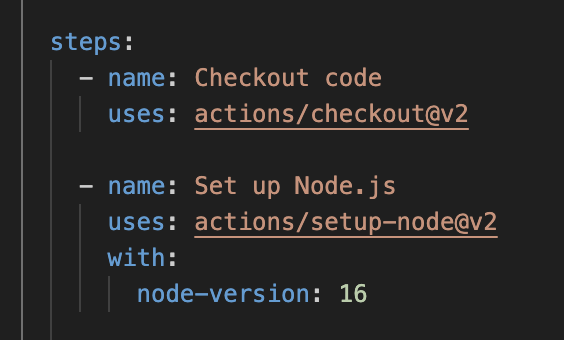 steps:
  - name: Checkout code
    uses: actions/checkout@v2

  - name: Set up Node.js
    uses: actions/setup-node@v2
    with:
      node-version: 16